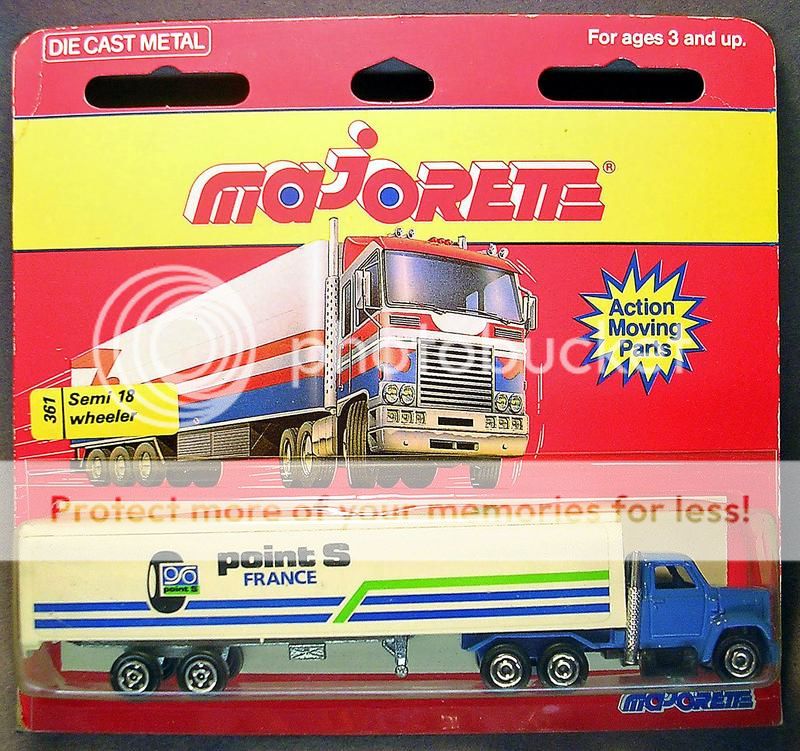 DIE CAST METAL
For ages 3 and up.
MAJORETTE®
Action
Moving
Parts
361
Semi 18
wheeler
photobucket
Protect more of your memories for less!
point S
FRANCE
point S
MAJORETTE